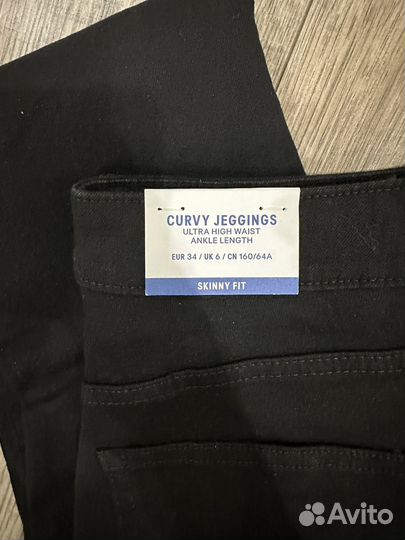 CURVY JEGGINGS
ULTRA HIGH WAIST
ANKLE LENGTH
EUR 34 / UK 6 / CN 160/64A
SKINNY FIT
Avito